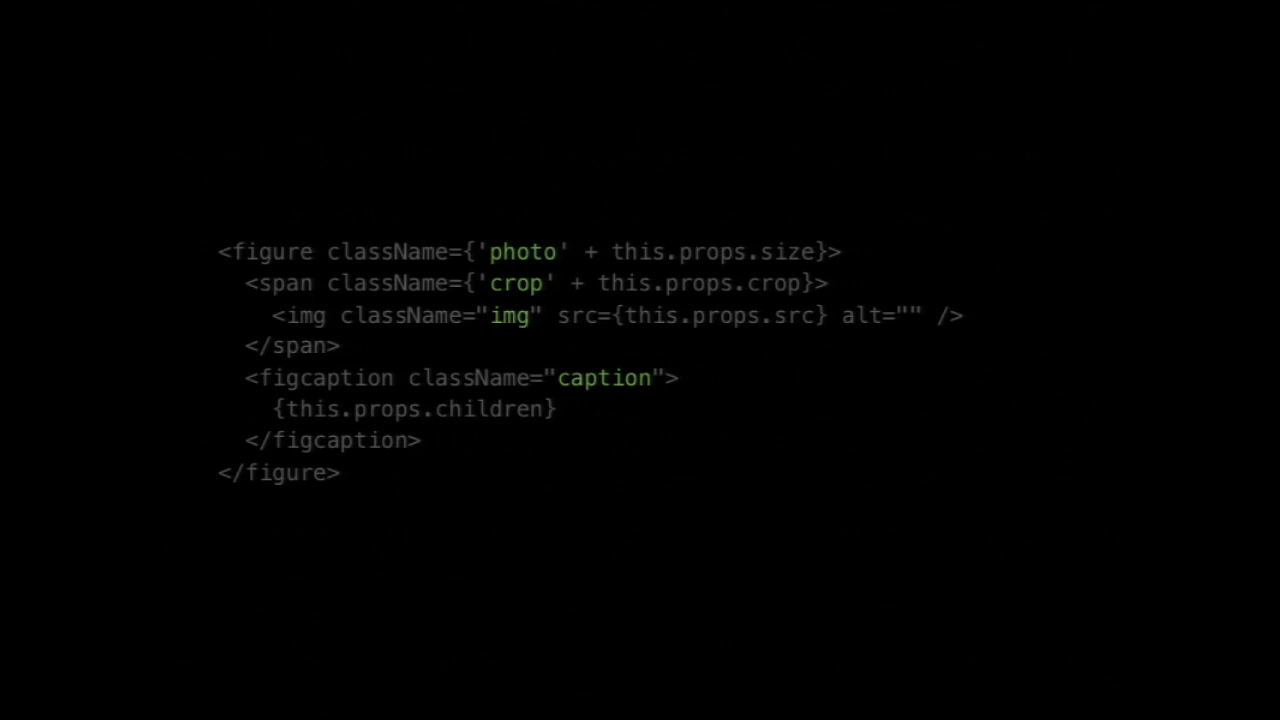 <figure className={'photo' + this.props.size}>
<span className={'crop' + this.props.crop}>
<img className="img" src={this.props.src} alt="" />
</span>
<figcaption className="caption">
{this.props.children}
</figcaption>
</figure>